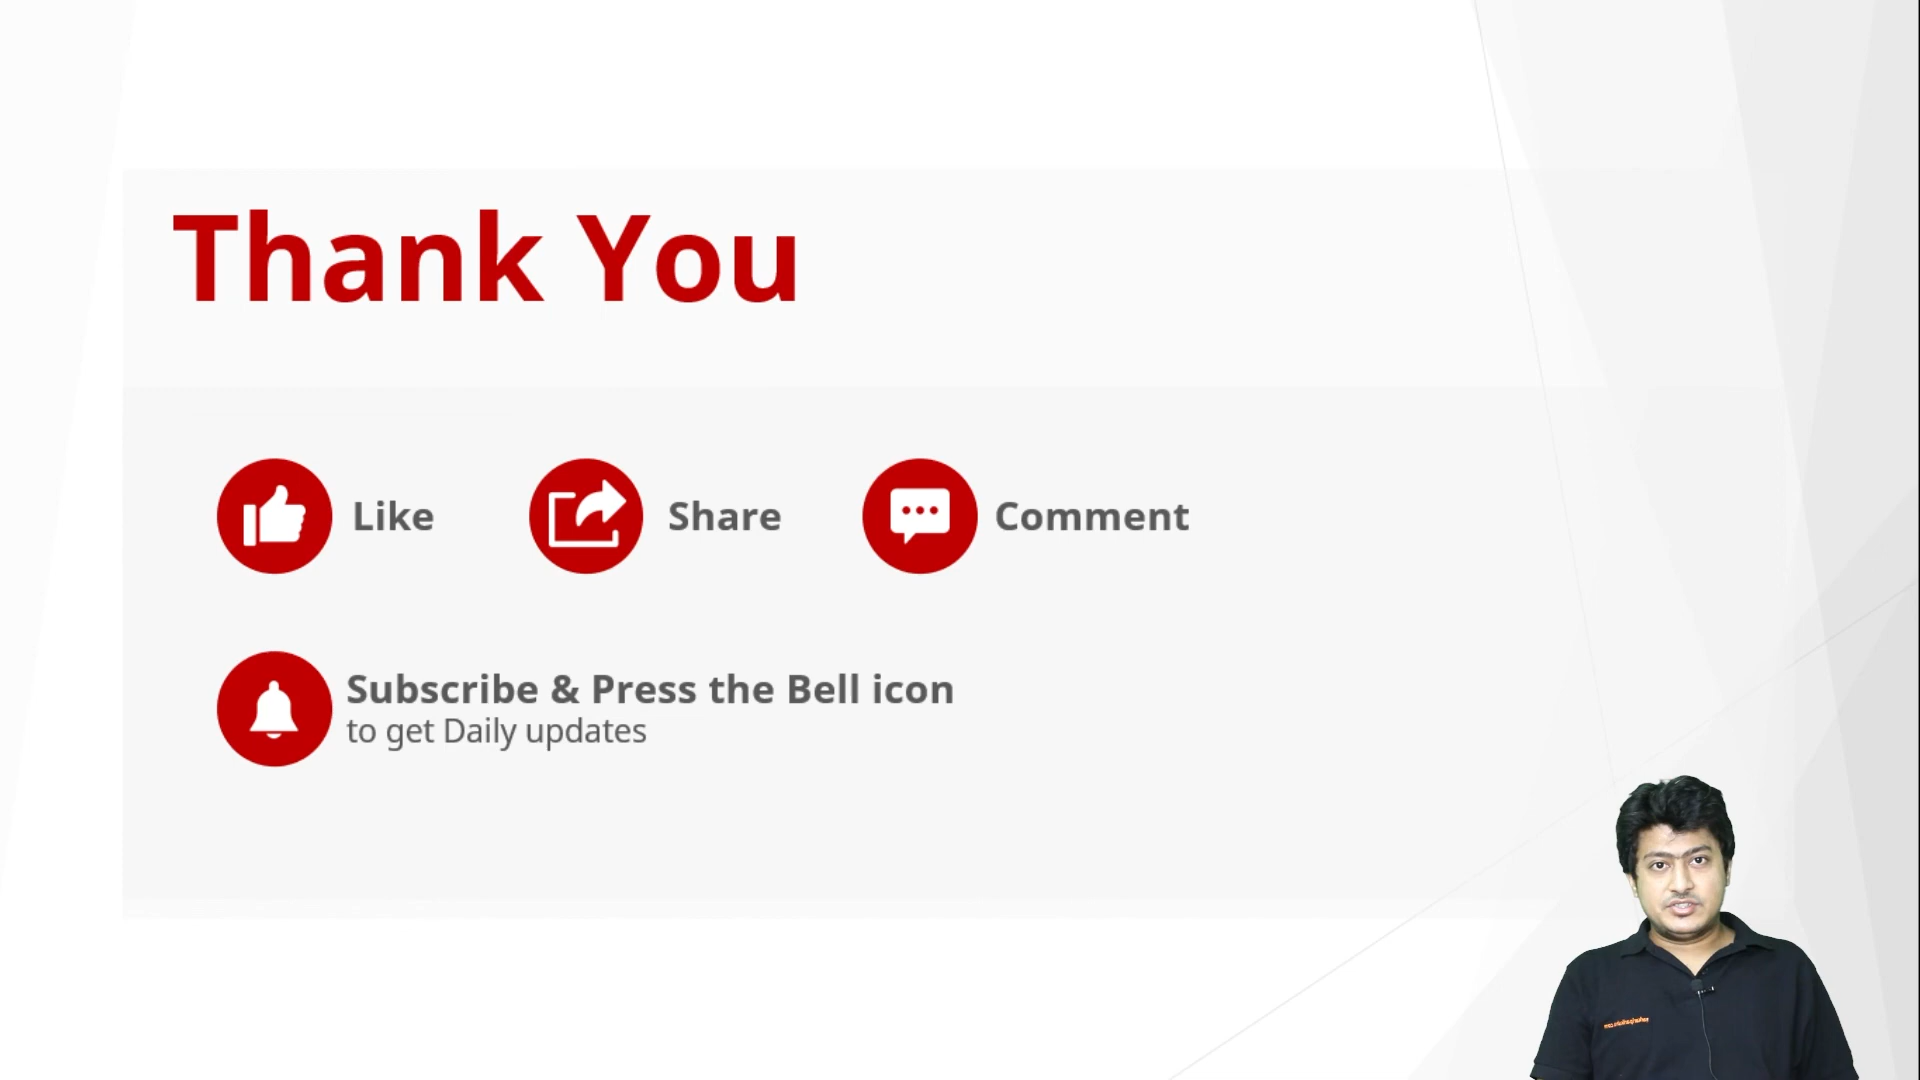 Thank You
Like
Share
Comment
Subscribe & Press the Bell icon
to get Daily updates